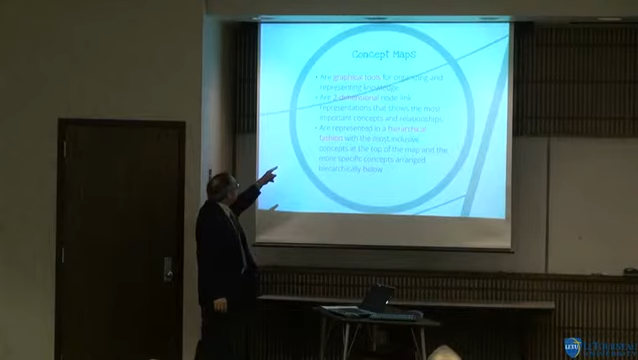 Concept Maps
• Are graphical tools for organizing and
representing knowledge.
• Are 2-dimensional node link
representations that shows the most
important concepts and relationships.
• Are represented in a hierarchical
fashion with the most inclusive
concepts at the top of the map and the
more specific concepts arranged
hierarchically below.
LETU
LeTourneau